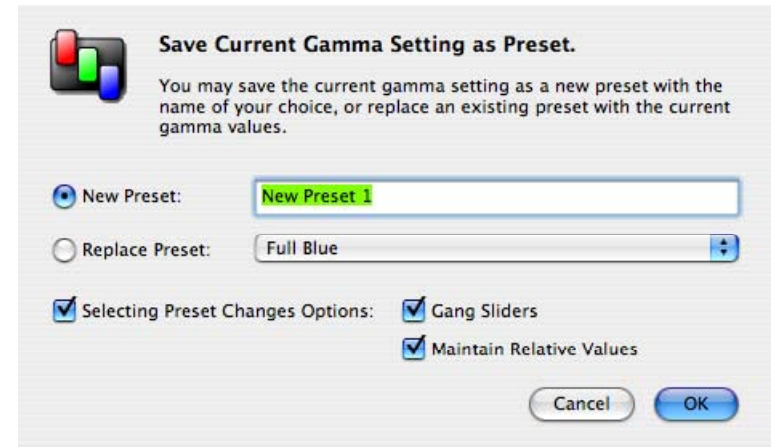 Save Current Gamma Setting as Preset.
You may save the current gamma setting as a new preset with the
name of your choice, or replace an existing preset with the current
gamma values.
New Preset: New Preset 1
Replace Preset: Full Blue
Selecting Preset Changes Options: Gang Sliders
Maintain Relative Values
Cancel OK